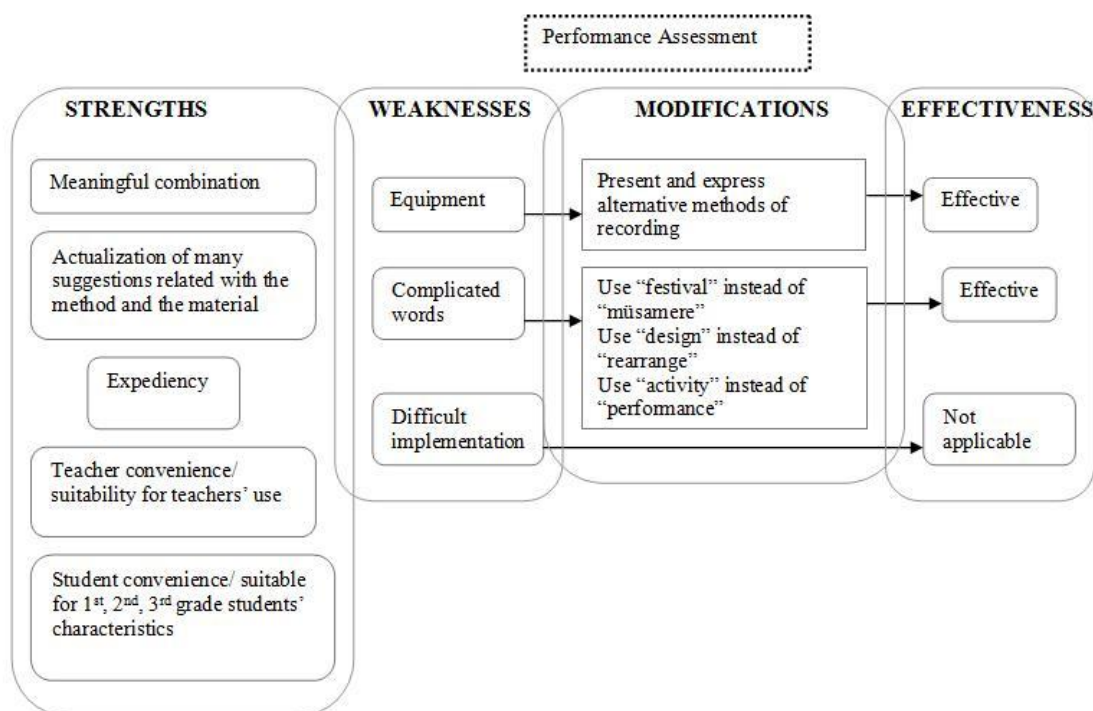 Performance Assessment
STRENGTHS
Meaningful combination
Actualization of many
suggestions related with the
method and the material
Expediency
Teacher convenience/
suitability for teachers’ use
Student convenience/ suitable
for 1st, 2nd, 3rd grade students’
characteristics
WEAKNESSES
Equipment
Complicated
words
Difficult
implementation
MODIFICATIONS
Present and express
alternative methods of
recording
Use “festival” instead of
“müsamere”
Use “design” instead of
“rearrange”
Use “activity” instead of
“performance”
EFFECTIVENESS
Effective
Effective
Not
applicable